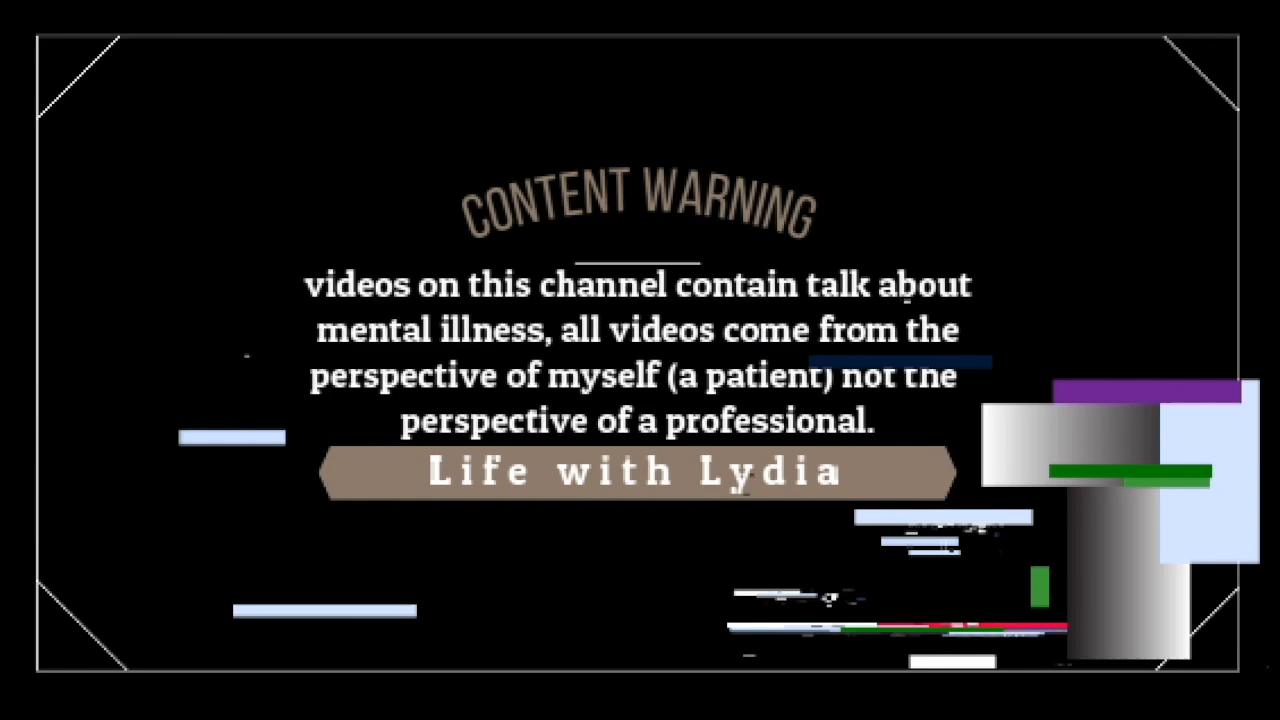 CONTENT WARNING
videos on this channel contain talk about
mental illness, all videos come from the
perspective of myself (a patient) not the
perspective of a professional.
Life with Lydia